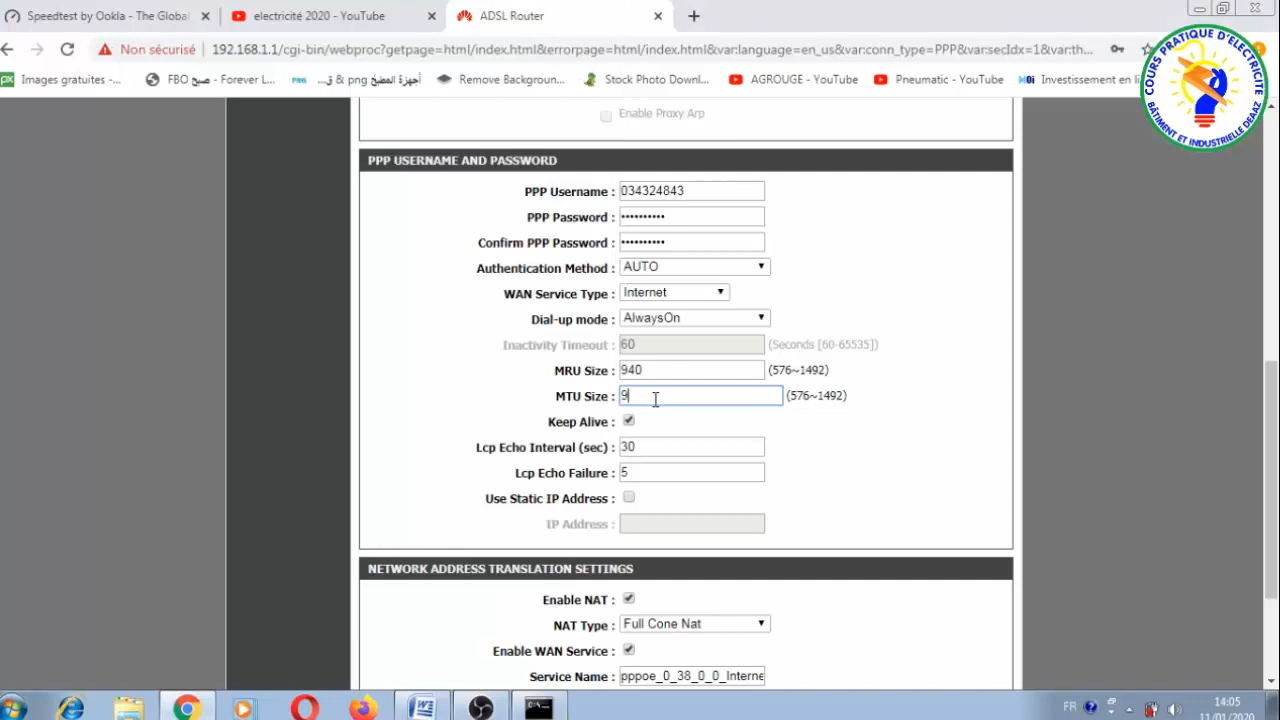 Speedtest by Ookla - The Global
electricité 2020 - YouTube
ADSL Router
Non sécurisé
192.168.1.1/cgi-bin/webproc?getpage=html/index.html&errorpage=html/index.html&var:language=en_us&var:conn_type=PPP&var:secIdx=1&var:th...
Images gratuites -...
FBO صبح - Forever L...
أجهزة المطبخ png & ق...
Remove Backgroun...
Stock Photo Downl...
AGROUGE - YouTube
Pneumatic - YouTube
Investissement en li
COURS PRATIQUE D'ELECTRICITE
BÂTIMENT ET INDUSTRIELLE DEAAZ
Enable Proxy Arp
PPP USERNAME AND PASSWORD
PPP Username : 034324843
PPP Password : ••••••••••
Confirm PPP Password : ••••••••••
Authentication Method : AUTO
WAN Service Type : Internet
Dial-up mode : AlwaysOn
Inactivity Timeout : 60 (Seconds [60-65535])
MRU Size : 940 (576~1492)
MTU Size : 9 (576~1492)
Keep Alive :
Lcp Echo Interval (sec) : 30
Lcp Echo Failure : 5
Use Static IP Address :
IP Address :
NETWORK ADDRESS TRANSLATION SETTINGS
Enable NAT :
NAT Type : Full Cone Nat
Enable WAN Service :
Service Name : pppoe_0_38_0_0_Interne
FR
14:05
11/01/2020